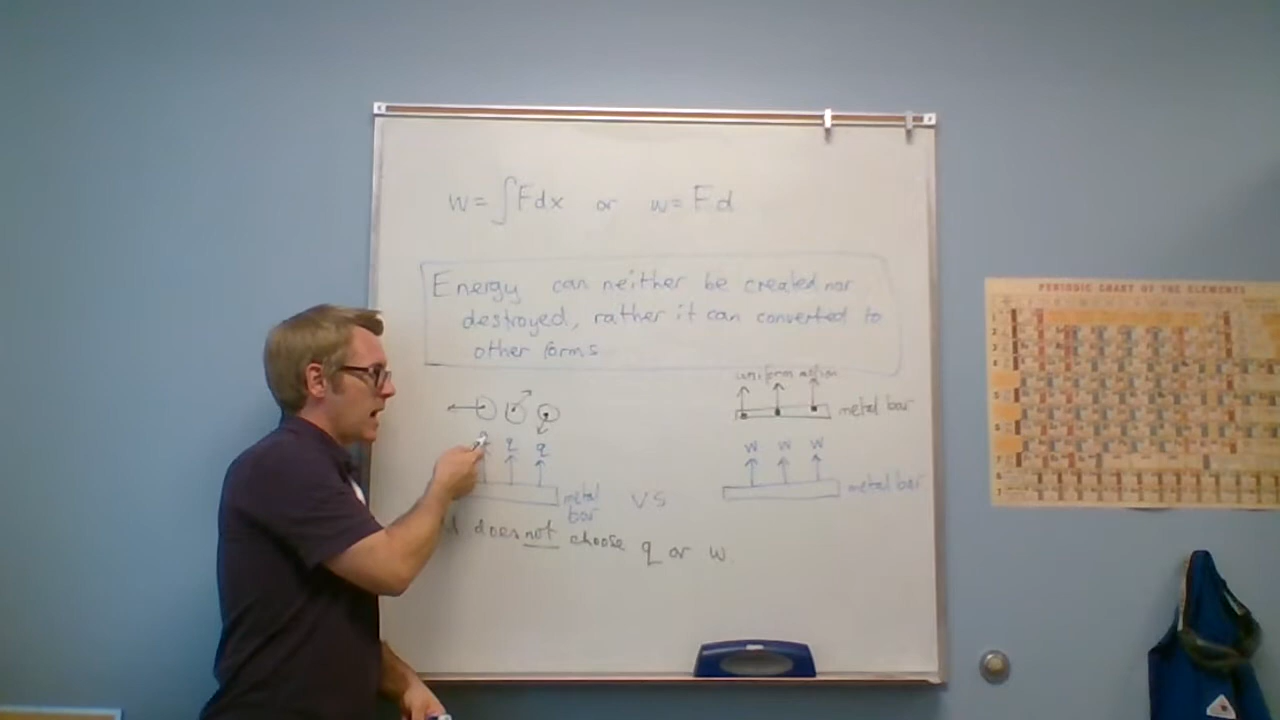 w = ∫Fdx or w = Fd
Energy can neither be created nor
destroyed, rather it can converted to
other forms
uniform motion
metal bar
q q
w w w
metal
bar
vs
metal bar
does not choose q or w
PERIODIC CHART OF THE ELEMENTS